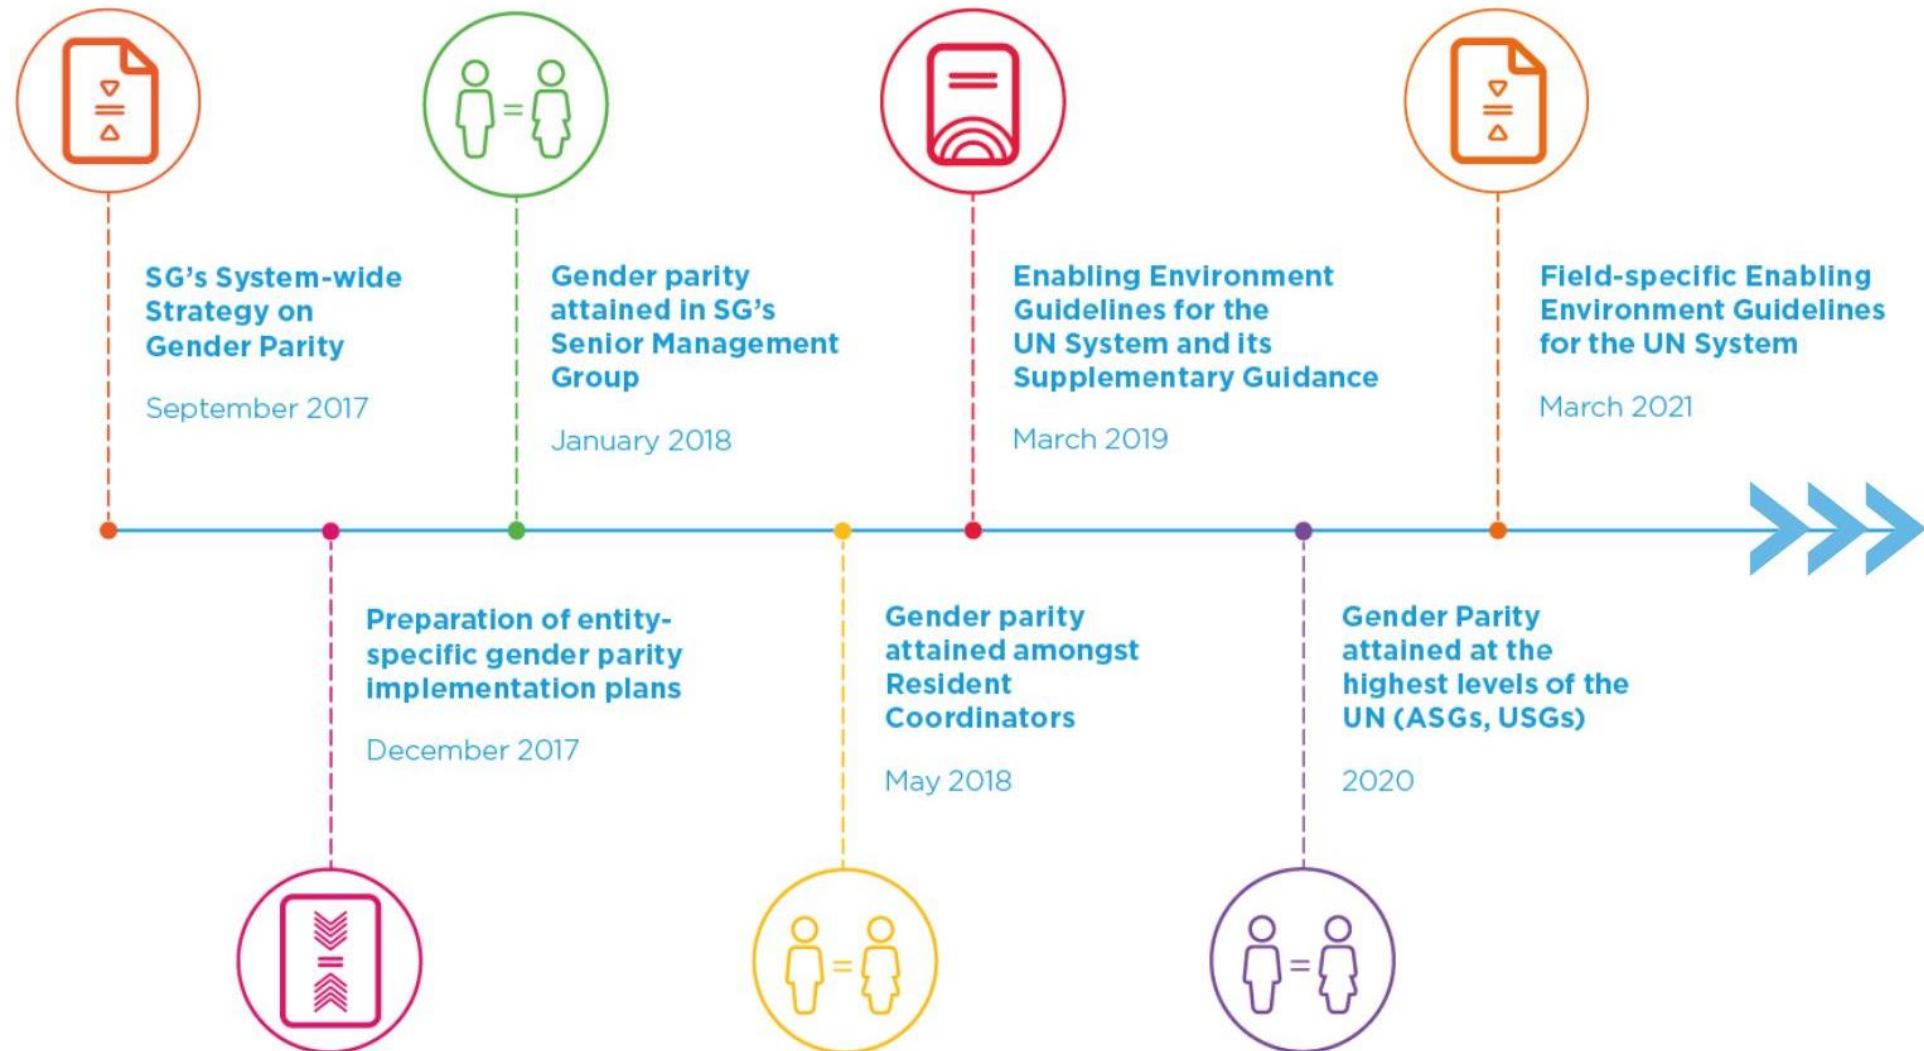 SG’s System-wide
Strategy on
Gender Parity
September 2017
Gender parity
attained in SG’s
Senior Management
Group
January 2018
Enabling Environment
Guidelines for the
UN System and its
Supplementary Guidance
March 2019
Field-specific Enabling
Environment Guidelines
for the UN System
March 2021
Preparation of entity-
specific gender parity
implementation plans
December 2017
Gender parity
attained amongst
Resident
Coordinators
May 2018
Gender Parity
attained at the
highest levels of the
UN (ASGs, USGs)
2020